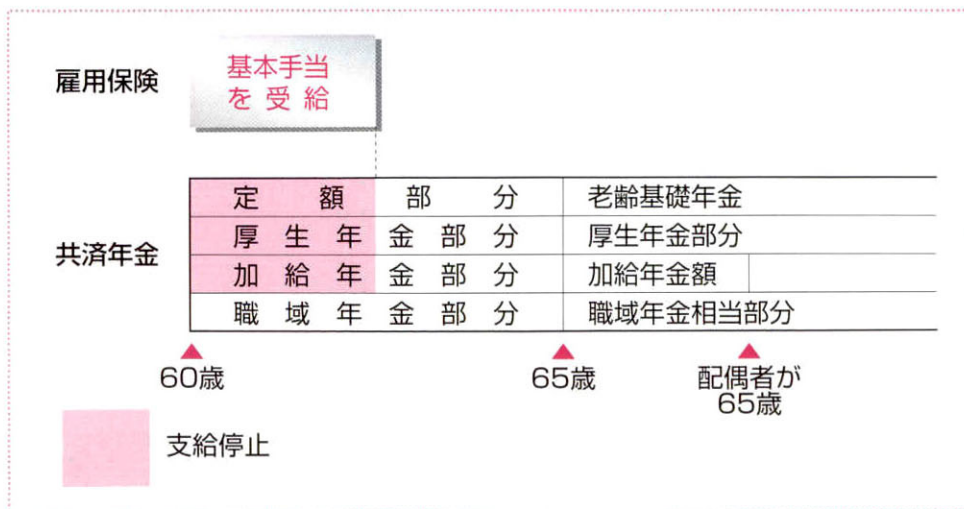 雇用保険
基本手当
を受給
共済年金
定額部分
老齢基礎年金
厚生年金部分
厚生年金部分
加給年金部分
加給年金額
職域年金部分
職域年金相当部分
60歳
65歳
配偶者が
65歳
支給停止